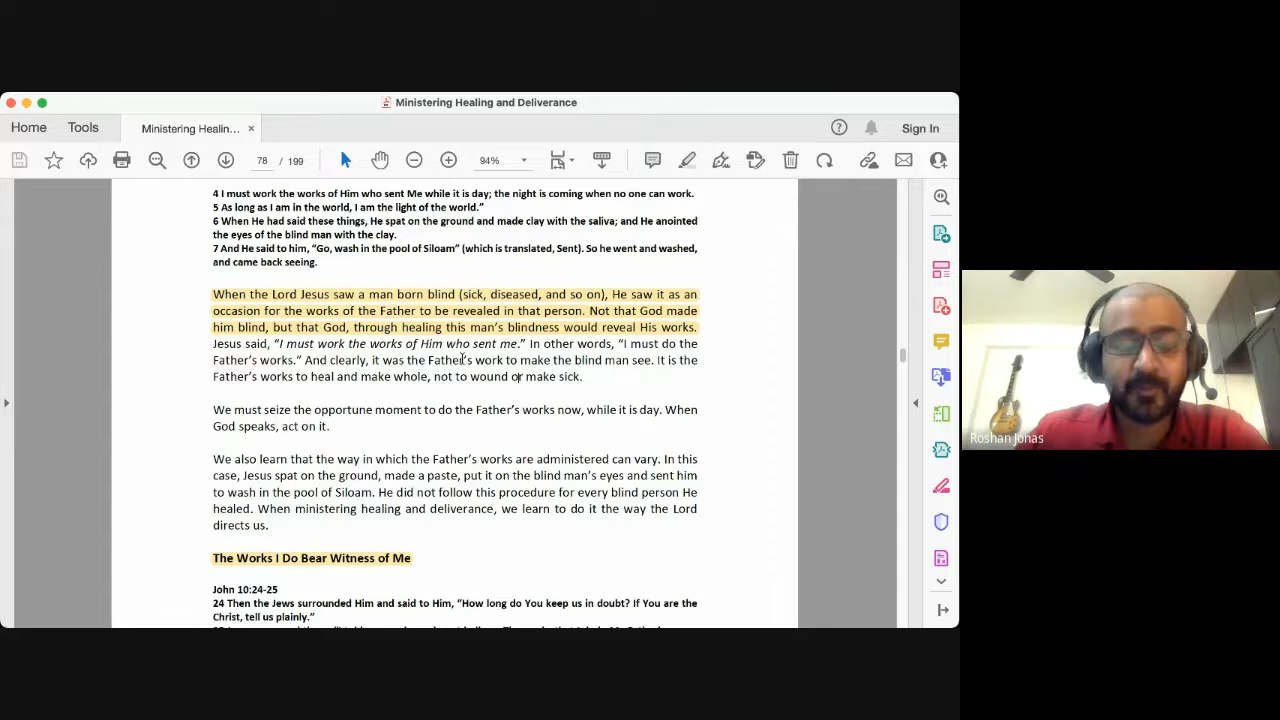 Ministering Healing and Deliverance
Home
Tools
Ministering Healin...
Sign In
78 / 199
94%
4 I must work the works of Him who sent Me while it is day; the night is coming when no one can work.
5 As long as I am in the world, I am the light of the world.”
6 When He had said these things, He spat on the ground and made clay with the saliva; and He anointed
the eyes of the blind man with the clay.
7 And He said to him, “Go, wash in the pool of Siloam” (which is translated, Sent). So he went and washed,
and came back seeing.
When the Lord Jesus saw a man born blind (sick, diseased, and so on), He saw it as an
occasion for the works of the Father to be revealed in that person. Not that God made
him blind, but that God, through healing this man’s blindness would reveal His works.
Jesus said, “I must work the works of Him who sent me.” In other words, “I must do the
Father’s works.” And clearly, it was the Father’s work to make the blind man see. It is the
Father’s works to heal and make whole, not to wound or make sick.
We must seize the opportune moment to do the Father’s works now, while it is day. When
God speaks, act on it.
We also learn that the way in which the Father’s works are administered can vary. In this
case, Jesus spat on the ground, made a paste, put it on the blind man’s eyes and sent him
to wash in the pool of Siloam. He did not follow this procedure for every blind person He
healed. When ministering healing and deliverance, we learn to do it the way the Lord
directs us.
The Works I Do Bear Witness of Me
John 10:24-25
24 Then the Jews surrounded Him and said to Him, “How long do You keep us in doubt? If You are the
Christ, tell us plainly.”
Roshan Jonas